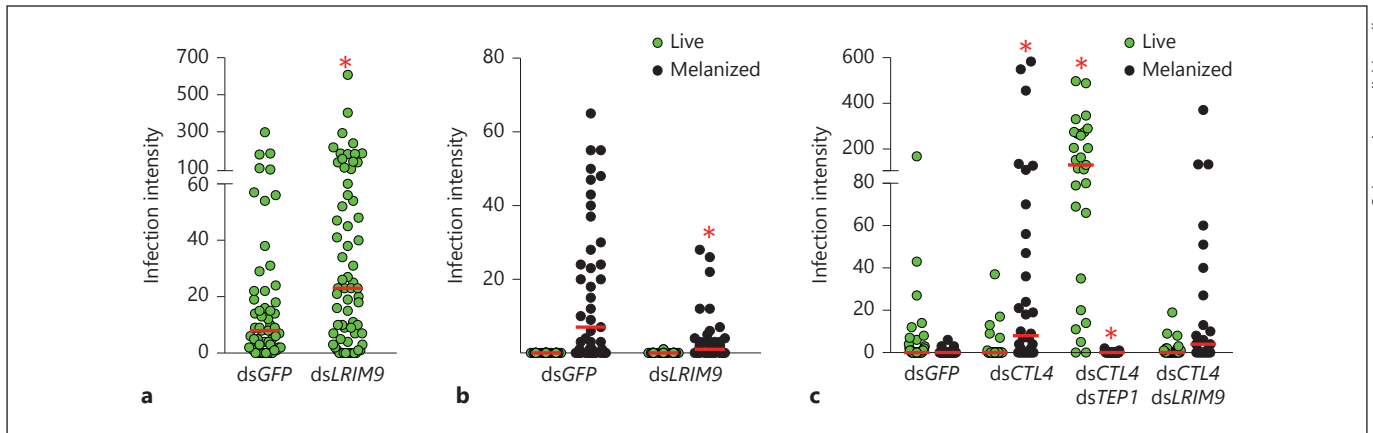 Infection intensity
700
500
300
100
60
40
20
0
*
dsGFP dsLRIM9
a
Infection intensity
80
60
40
20
Live
Melanized
*
dsGFP dsLRIM9
b
Infection intensity
600
400
200
80
60
40
20
0
Live
Melanized
* *
*
dsGFP dsCTL4 dsCTL4 dsCTL4
dsTEP1 dsLRIM9
c